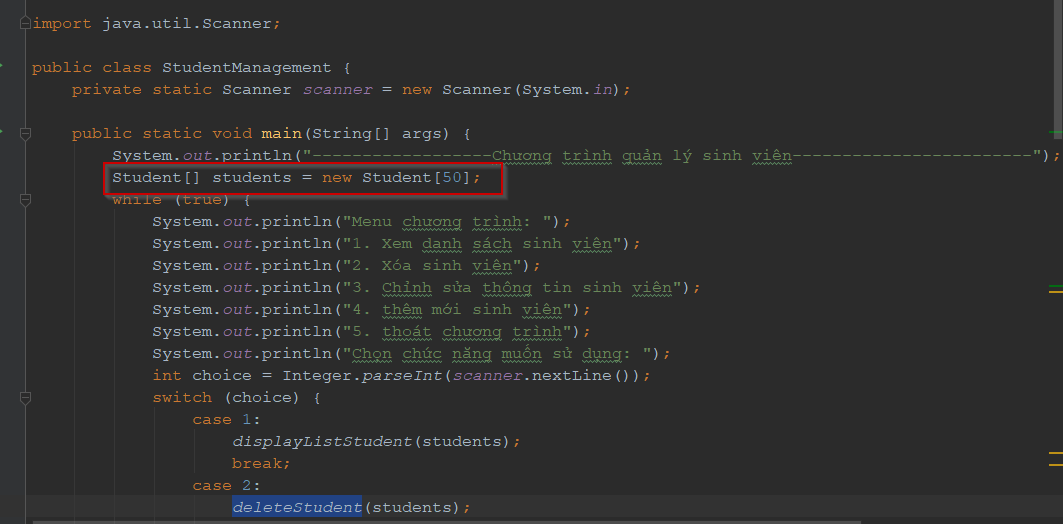 import java.util.Scanner;
public class StudentManagement {
private static Scanner scanner = new Scanner(System.in);
public static void main(String[] args) {
System.out.println("------------------Chương trình quản lý sinh viên------------------------");
Student[] students = new Student[50];
while (true) {
System.out.println("Menu chương trình: ");
System.out.println("1. Xem danh sách sinh viên");
System.out.println("2. Xóa sinh viên");
System.out.println("3. Chỉnh sửa thông tin sinh viên");
System.out.println("4. thêm mới sinh viên");
System.out.println("5. thoát chương trình");
System.out.println("Chọn chức năng muốn sử dụng: ");
int choice = Integer.parseInt(scanner.nextLine());
switch (choice) {
case 1:
displayListStudent(students);
break;
case 2:
deleteStudent(students);